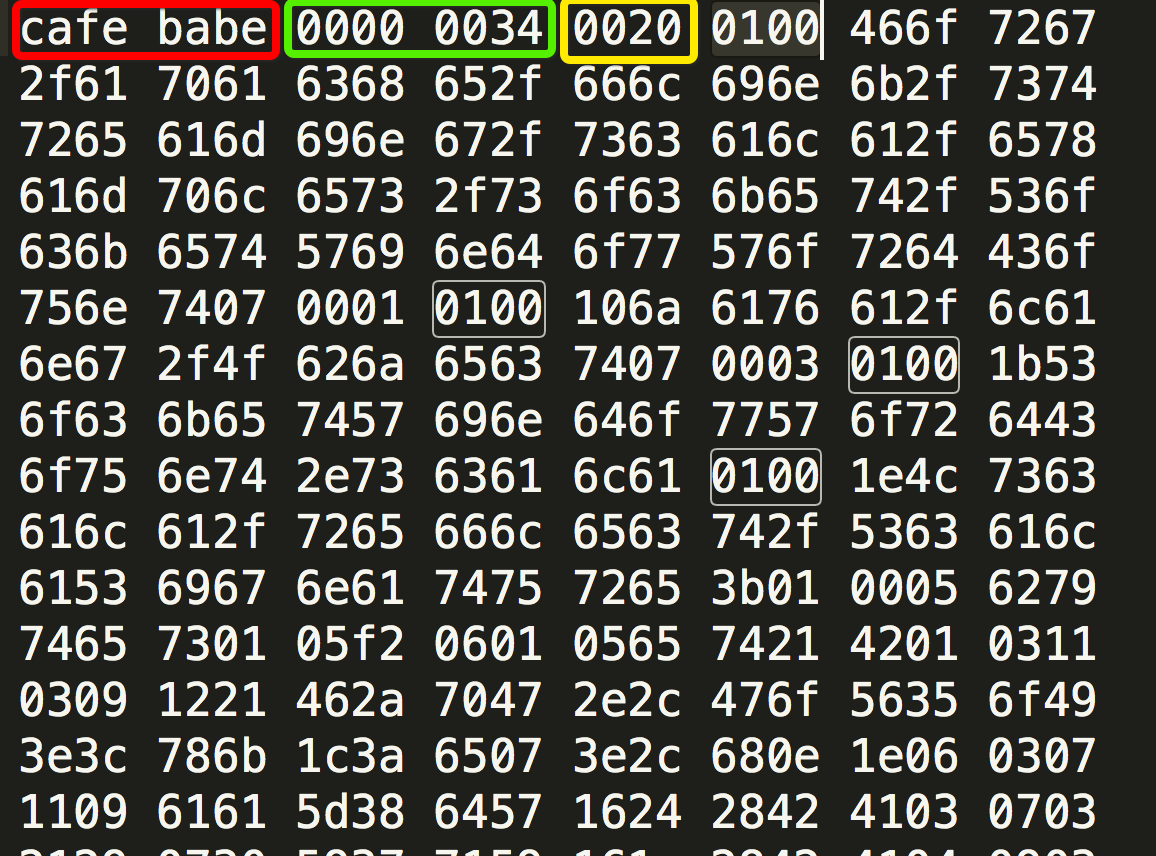 cafe babe 0000 0034 0020 0100 466f 7267
2f61 7061 6368 652f 666c 696e 6b2f 7374
7265 616d 696e 672f 7363 616c 612f 6578
616d 706c 6573 2f73 6f63 6b65 742f 536f
636b 6574 5769 6e64 6f77 576f 7264 436f
756e 7407 0001 0100 106a 6176 612f 6c61
6e67 2f4f 626a 6563 7407 0003 0100 1b53
6f63 6b65 7457 696e 646f 7757 6f72 6443
6f75 6e74 2e73 6361 6c61 0100 1e4c 7363
616c 612f 7265 666c 6563 742f 5363 616c
6153 6967 6e61 7475 7265 3b01 0005 6279
7465 7301 05f2 0601 0565 7421 4201 0311
0309 1221 462a 7047 2e2c 476f 5635 6f49
3e3c 786b 1c3a 6507 3e2c 680e 1e06 0307
1109 6161 5d38 6457 1624 2842 4103 0703